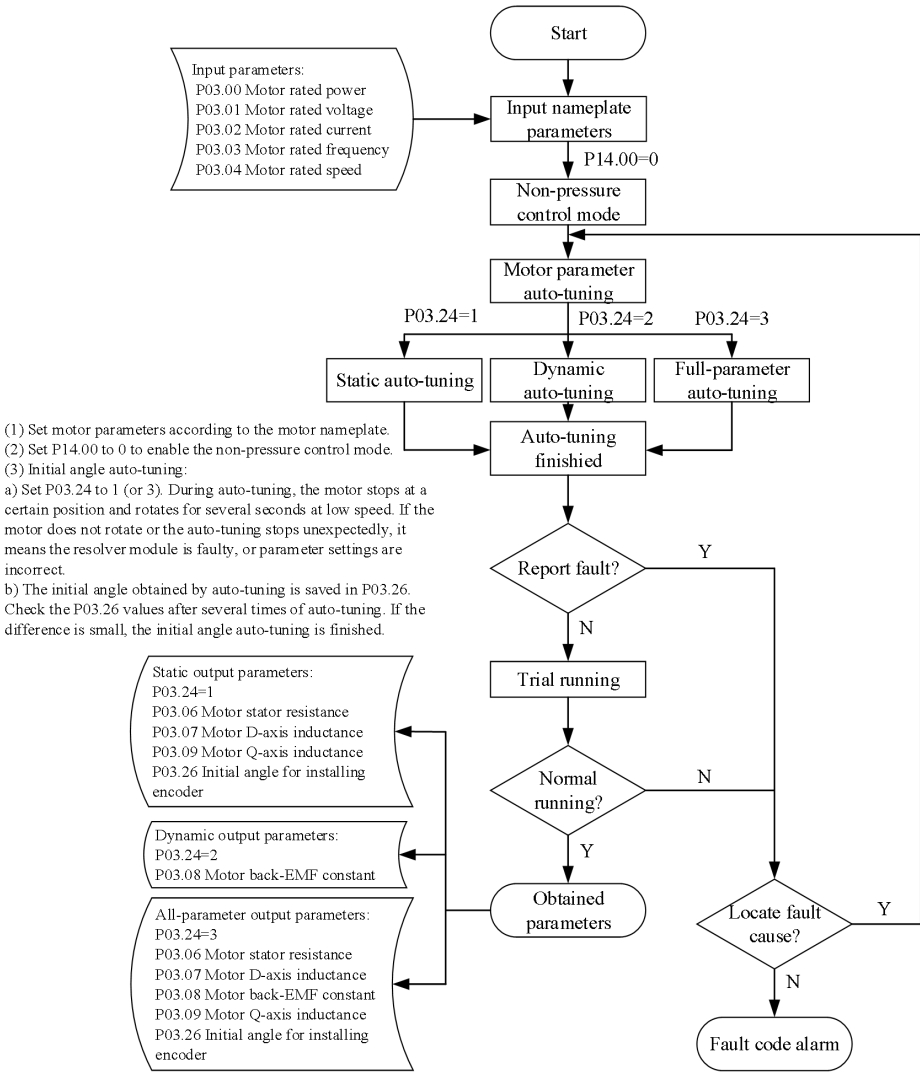 Start
Input parameters:
P03.00 Motor rated power
P03.01 Motor rated voltage
P03.02 Motor rated current
P03.03 Motor rated frequency
P03.04 Motor rated speed
Input nameplate
parameters
P14.00=0
Non-pressure
control mode
Motor parameter
auto-tuning
P03.24=1
P03.24=2
P03.24=3
Static auto-tuning
Dynamic
auto-tuning
Full-parameter
auto-tuning
Auto-tuning
finishied
(1) Set motor parameters according to the motor nameplate.
(2) Set P14.00 to 0 to enable the non-pressure control mode.
(3) Initial angle auto-tuning:
a) Set P03.24 to 1 (or 3). During auto-tuning, the motor stops at a
certain position and rotates for several seconds at low speed. If the
motor does not rotate or the auto-tuning stops unexpectedly, it
means the resolver module is faulty, or parameter settings are
incorrect.
b) The initial angle obtained by auto-tuning is saved in P03.26.
Check the P03.26 values after several times of auto-tuning. If the
difference is small, the initial angle auto-tuning is finished.
Report fault?
Y
N
Trial running
Normal
running?
N
Y
Obtained
parameters
Static output parameters:
P03.24=1
P03.06 Motor stator resistance
P03.07 Motor D-axis inductance
P03.09 Motor Q-axis inductance
P03.26 Initial angle for installing
encoder
Dynamic output parameters:
P03.24=2
P03.08 Motor back-EMF constant
All-parameter output parameters:
P03.24=3
P03.06 Motor stator resistance
P03.07 Motor D-axis inductance
P03.08 Motor back-EMF constant
P03.09 Motor Q-axis inductance
P03.26 Initial angle for installing
encoder
Locate fault
cause?
Y
N
Fault code alarm